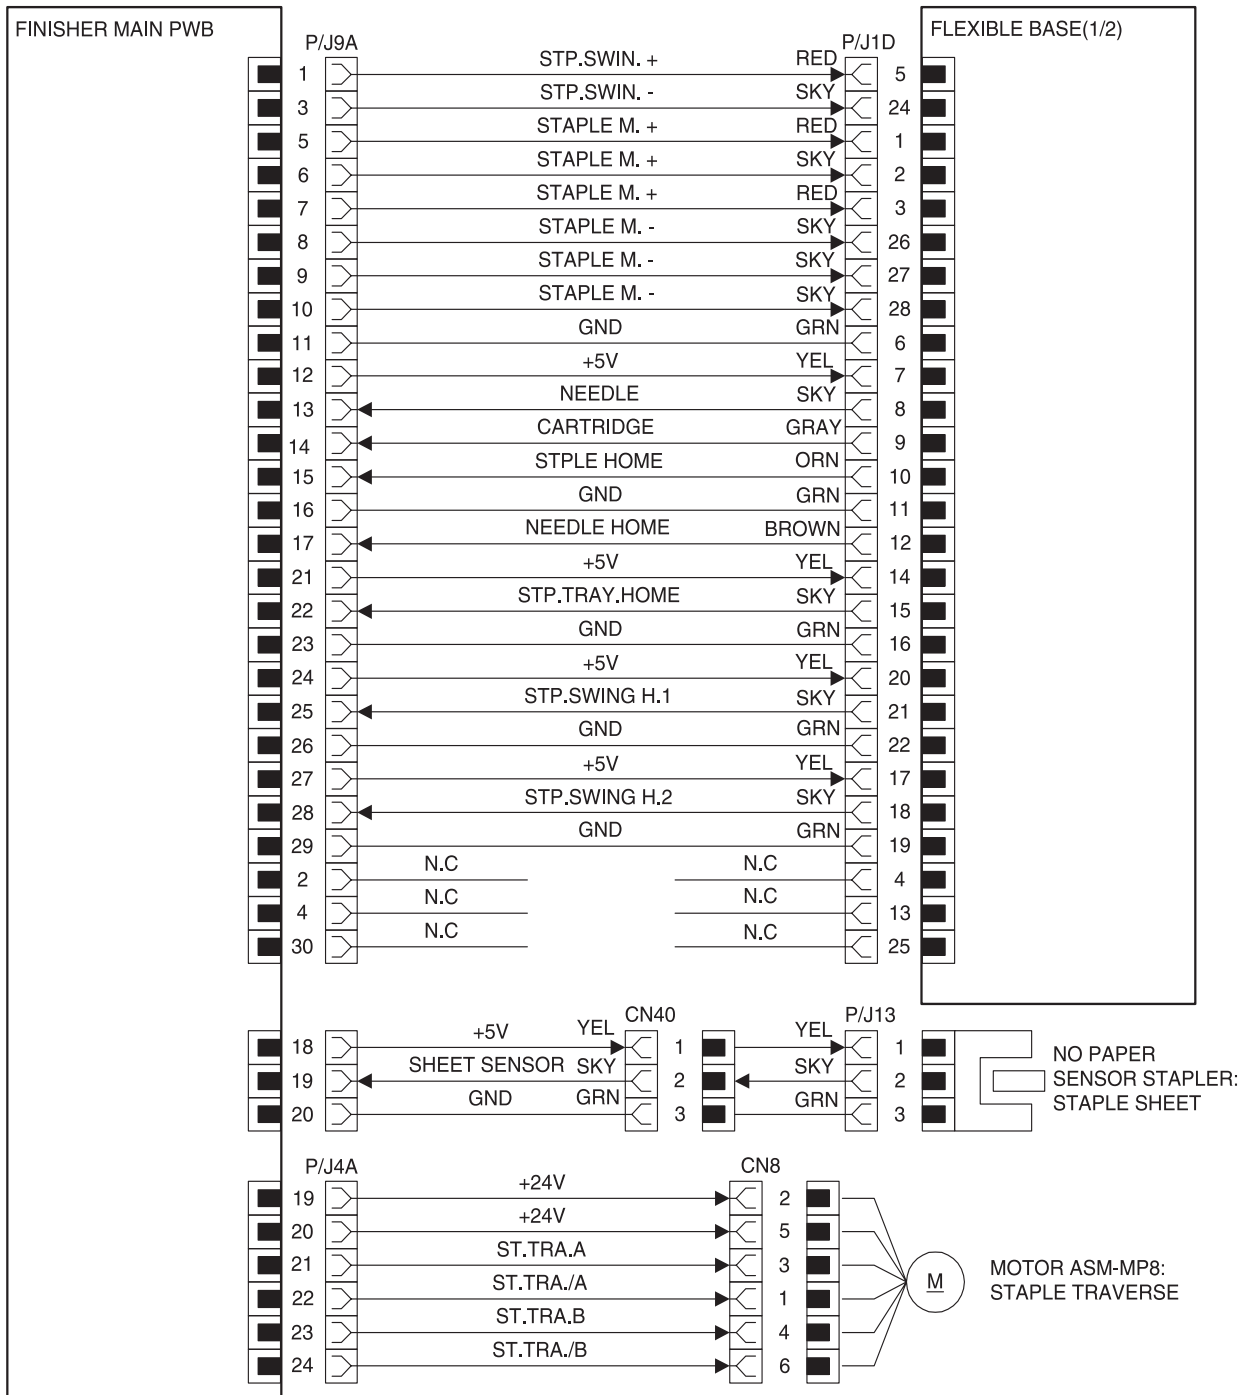 FINISHER MAIN PWB FLEXIBLE BASE(1/2)
P/J9A P/J1D
1 STP.SWIN. + RED 5
3 STP.SWIN. - SKY 24
5 STAPLE M. + RED 1
6 STAPLE M. + SKY 2
7 STAPLE M. + RED 3
8 STAPLE M. - SKY 26
9 STAPLE M. - SKY 27
10 STAPLE M. - SKY 28
11 GND GRN 6
12 +5V YEL 7
13 NEEDLE SKY 8
14 CARTRIDGE GRAY 9
15 STPLE HOME ORN 10
16 GND GRN 11
17 NEEDLE HOME BROWN 12
21 +5V YEL 14
22 STP.TRAY.HOME SKY 15
23 GND GRN 16
24 +5V YEL 20
25 STP.SWING H.1 SKY 21
26 GND GRN 22
27 +5V YEL 17
28 STP.SWING H.2 SKY 18
29 GND GRN 19
2 N.C N.C 4
4 N.C N.C 13
30 N.C N.C 25
CN40 P/J13
18 +5V YEL 1 YEL 1
19 SHEET SENSOR SKY 2 SKY 2
20 GND GRN 3 GRN 3
NO PAPER
SENSOR STAPLER:
STAPLE SHEET
P/J4A CN8
19 +24V 2
20 +24V 5
21 ST.TRA.A 3
22 ST.TRA./A 1
23 ST.TRA.B 4
24 ST.TRA./B 6
M
MOTOR ASM-MP8:
STAPLE TRAVERSE